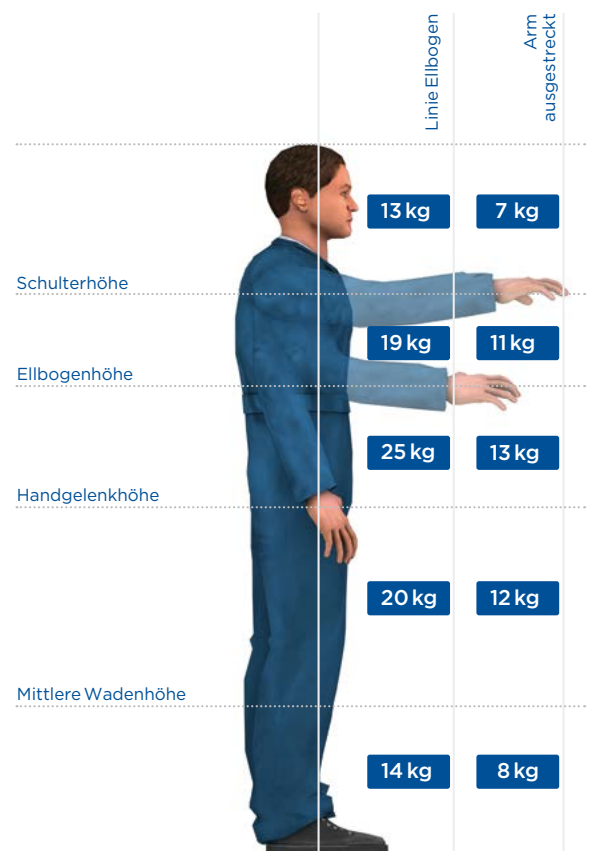 Linie Ellbogen
Arm
ausgestreckt
13 kg 7 kg
Schulterhöhe
19 kg 11 kg
Ellbogenhöhe
25 kg 13 kg
Handgelenkhöhe
20 kg 12 kg
Mittlere Wadenhöhe
14 kg 8 kg